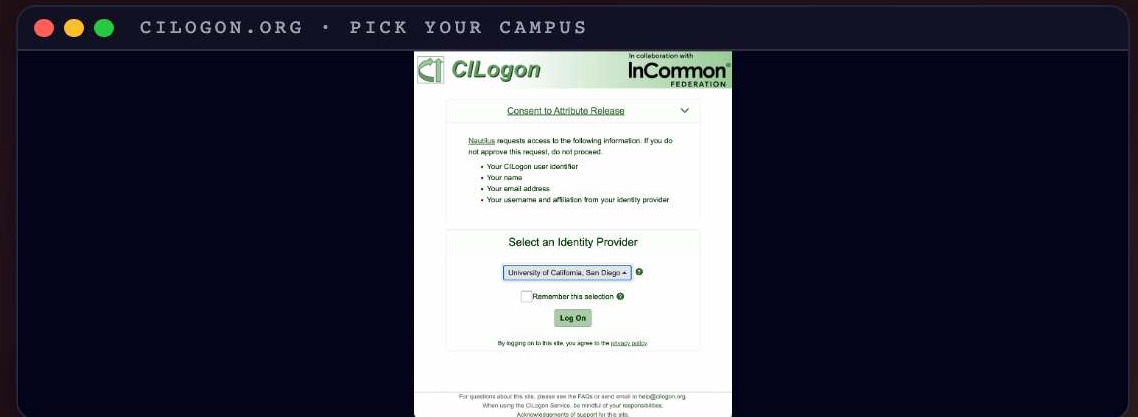 CILOGON.ORG · PICK YOUR CAMPUS
CILogon
In collaboration with
InCommon®
FEDERATION
Consent to Attribute Release
Nautilus requests access to the following information. If you do
not approve this request, do not proceed.
• Your CILogon user identifier
• Your name
• Your email address
• Your username and affiliation from your identity provider
Select an Identity Provider
University of California, San Diego
Remember this selection
Log On
By logging on to this site, you agree to the privacy policy.
For questions about this site, please see the FAQs or send email to help@cilogon.org.
When using the CILogon Service, be mindful of your responsibilities.
Acknowledgements of support for this site.